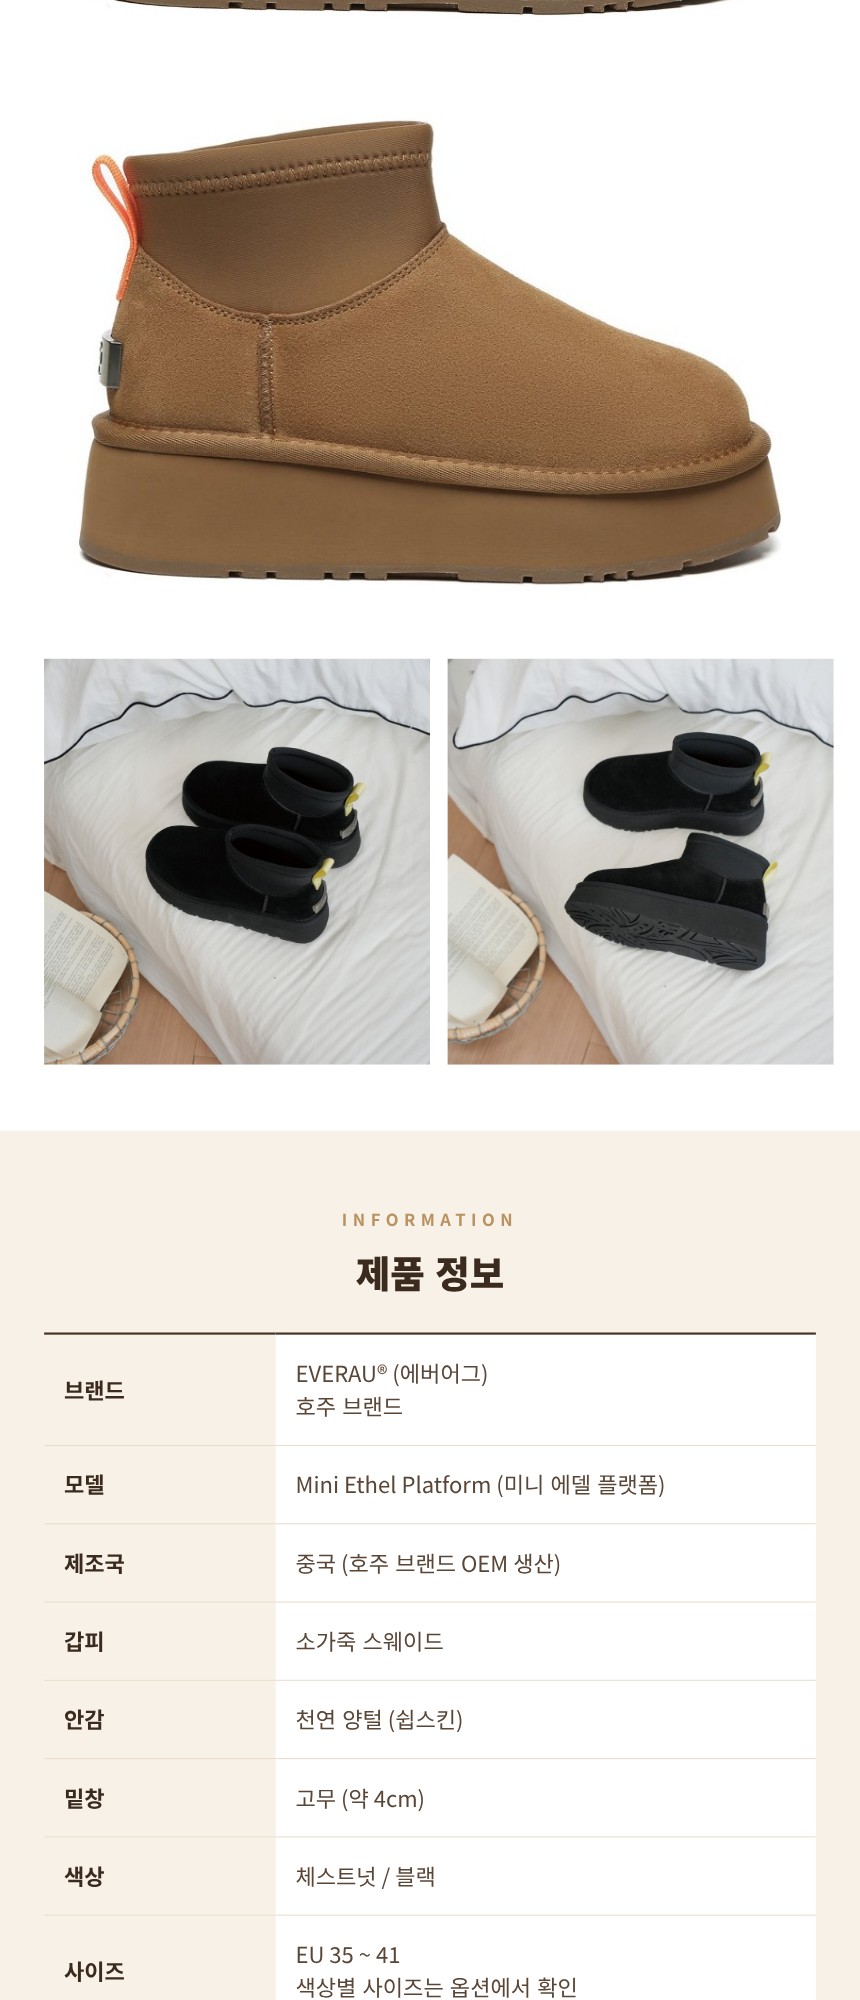 INFORMATION
제품 정보
브랜드
EVERAU® (에버어그)
호주 브랜드
모델
Mini Ethel Platform (미니 에델 플랫폼)
제조국
중국 (호주 브랜드 OEM 생산)
갑피
소가죽 스웨이드
안감
천연 양털 (쉽스킨)
밑창
고무 (약 4cm)
색상
체스트넛 / 블랙
사이즈
EU 35 ~ 41
색상별 사이즈는 옵션에서 확인